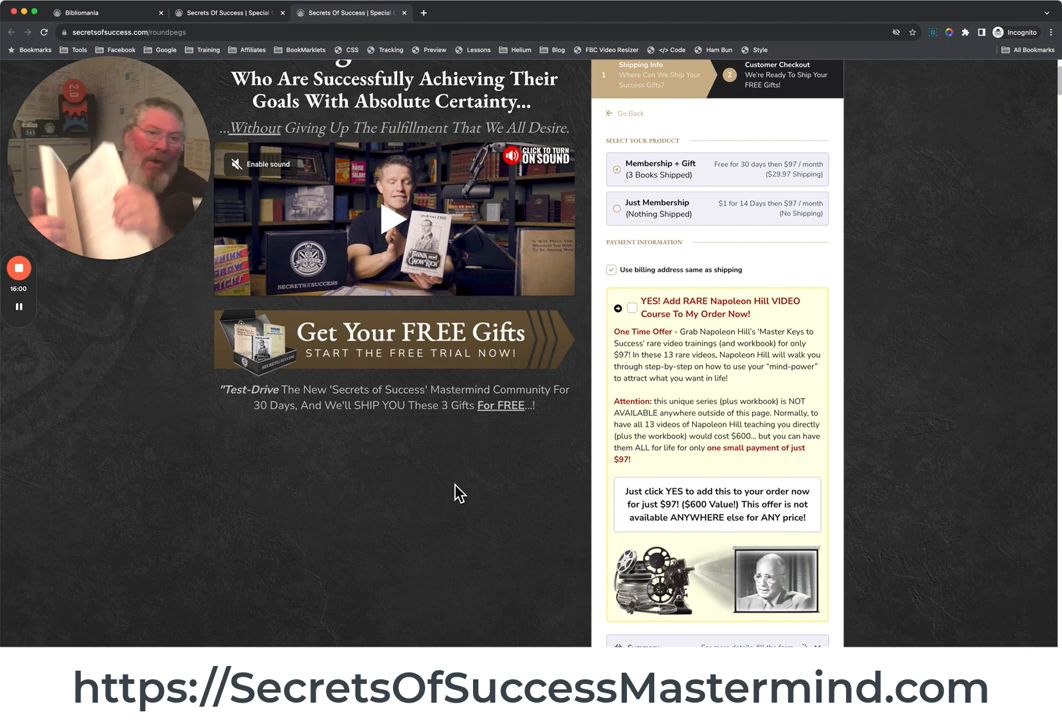 Bibliomania
Secrets Of Success | Special
Secrets Of Success | Special
secretsofsuccess.com/roundpegs
Incognito
Bookmarks
Tools
Facebook
Google
Training
Affiliates
BookMarklets
CSS
Tracking
Preview
Lessons
Helium
Blog
FBC Video Resizer
</> Code
Ham Bun
Style
All Bookmarks
Who Are Successfully Achieving Their
Goals With Absolute Certainty...
...Without Giving Up The Fulfillment That We All Desire.
Enable sound
CLICK TO TURN
ON SOUND
THINK AND
GROW RICH
SECRETS OF SUCCESS
16:00
Get Your FREE Gifts
START THE FREE TRIAL NOW!
"Test-Drive The New 'Secrets of Success' Mastermind Community For
30 Days, And We'll SHIP YOU These 3 Gifts For FREE...!
1
Shipping Info
Where Can We Ship Your
Success Gifts?
2
Customer Checkout
We're Ready To Ship Your
FREE Gifts!
Go Back
SELECT YOUR PRODUCT
Membership + Gift
(3 Books Shipped)
Free for 30 days then $97 / month
($29.97 Shipping)
Just Membership
(Nothing Shipped)
$1 for 14 Days then $97 / month
(No Shipping)
PAYMENT INFORMATION
Use billing address same as shipping
YES! Add RARE Napoleon Hill VIDEO
Course To My Order Now!
One Time Offer - Grab Napoleon Hill's 'Master Keys to
Success' rare video trainings (and workbook) for only
$97! In these 13 rare videos, Napoleon Hill will walk you
through step-by-step on how to use your "mind-power"
to attract what you want in life!
Attention: this unique series (plus workbook) is NOT
AVAILABLE anywhere outside of this page. Normally, to
have all 13 videos of Napoleon Hill teaching you directly
(plus the workbook) would cost $600... but you can have
them ALL for life for only one small payment of just
$97!
Just click YES to add this to your order now
for just $97! ($600 Value!) This offer is not
available ANYWHERE else for ANY price!
https://SecretsOfSuccessMastermind.com